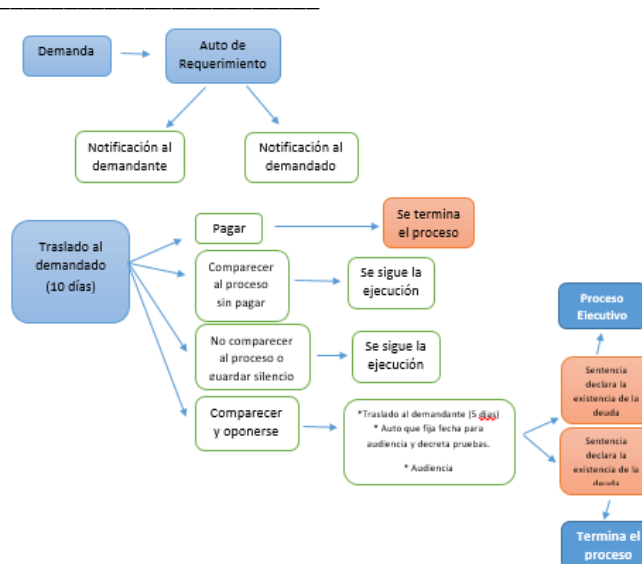 Demanda
Auto de
Requerimiento
Notificación al
demandante
Notificación al
demandado
Traslado al
demandado
(10 días)
Pagar
Se termina
el proceso
Comparecer
al proceso
sin pagar
Se sigue la
ejecución
No comparecer
al proceso o
guardar silencio
Se sigue la
ejecución
Comparecer
y oponerse
*Traslado al demandante (5 días)
* Auto que fija fecha para
audiencia y decreta pruebas.
* Audiencia
Proceso
Ejecutivo
Sentencia
declara la
existencia de la
deuda
Sentencia
declara la
existencia de la
deuda
Termina el
proceso